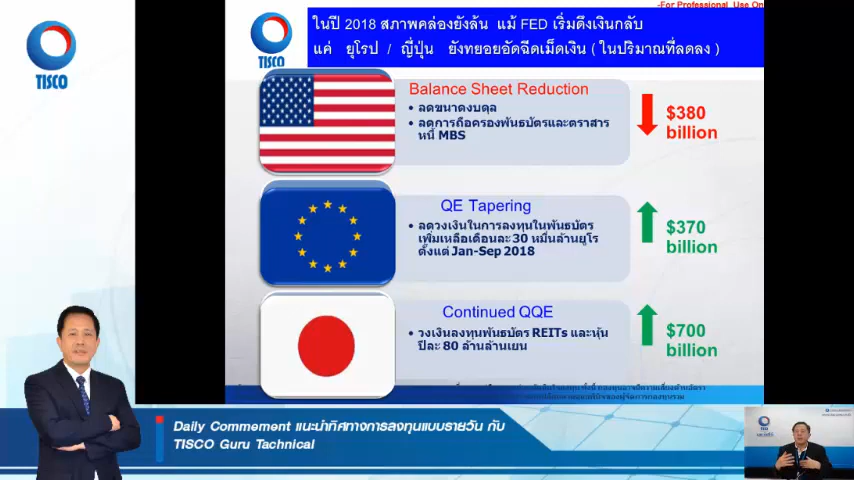 -For Professional Use On
TISCO
TISCO
ในปี 2018 สภาพคล่องยังล้น แม้ FED เริ่มดึงเงินกลับ
แค่ ยุโรป / ญี่ปุ่น ยังทยอยอัดฉีดเม็ดเงิน ( ในปริมาณที่ลดลง )
Balance Sheet Reduction
• ลดขนาดงบดุล
• ลดการถือครองพันธบัตรและตราสาร
หนี้ MBS
$380
billion
QE Tapering
• ลดวงเงินในการลงทุนในพันธบัตร
เพิ่มเหลือเดือนละ 30 หมื่นล้านยูโร
ตั้งแต่ Jan-Sep 2018
$370
billion
Continued QQE
• วงเงินลงทุนพันธบัตร REITs และหุ้น
ปีละ 80 ล้านล้านเยน
$700
billion
Daily Commement แนะนำทิศทางการลงทุนแบบรายวัน กับ
TISCO Guru Tachnical